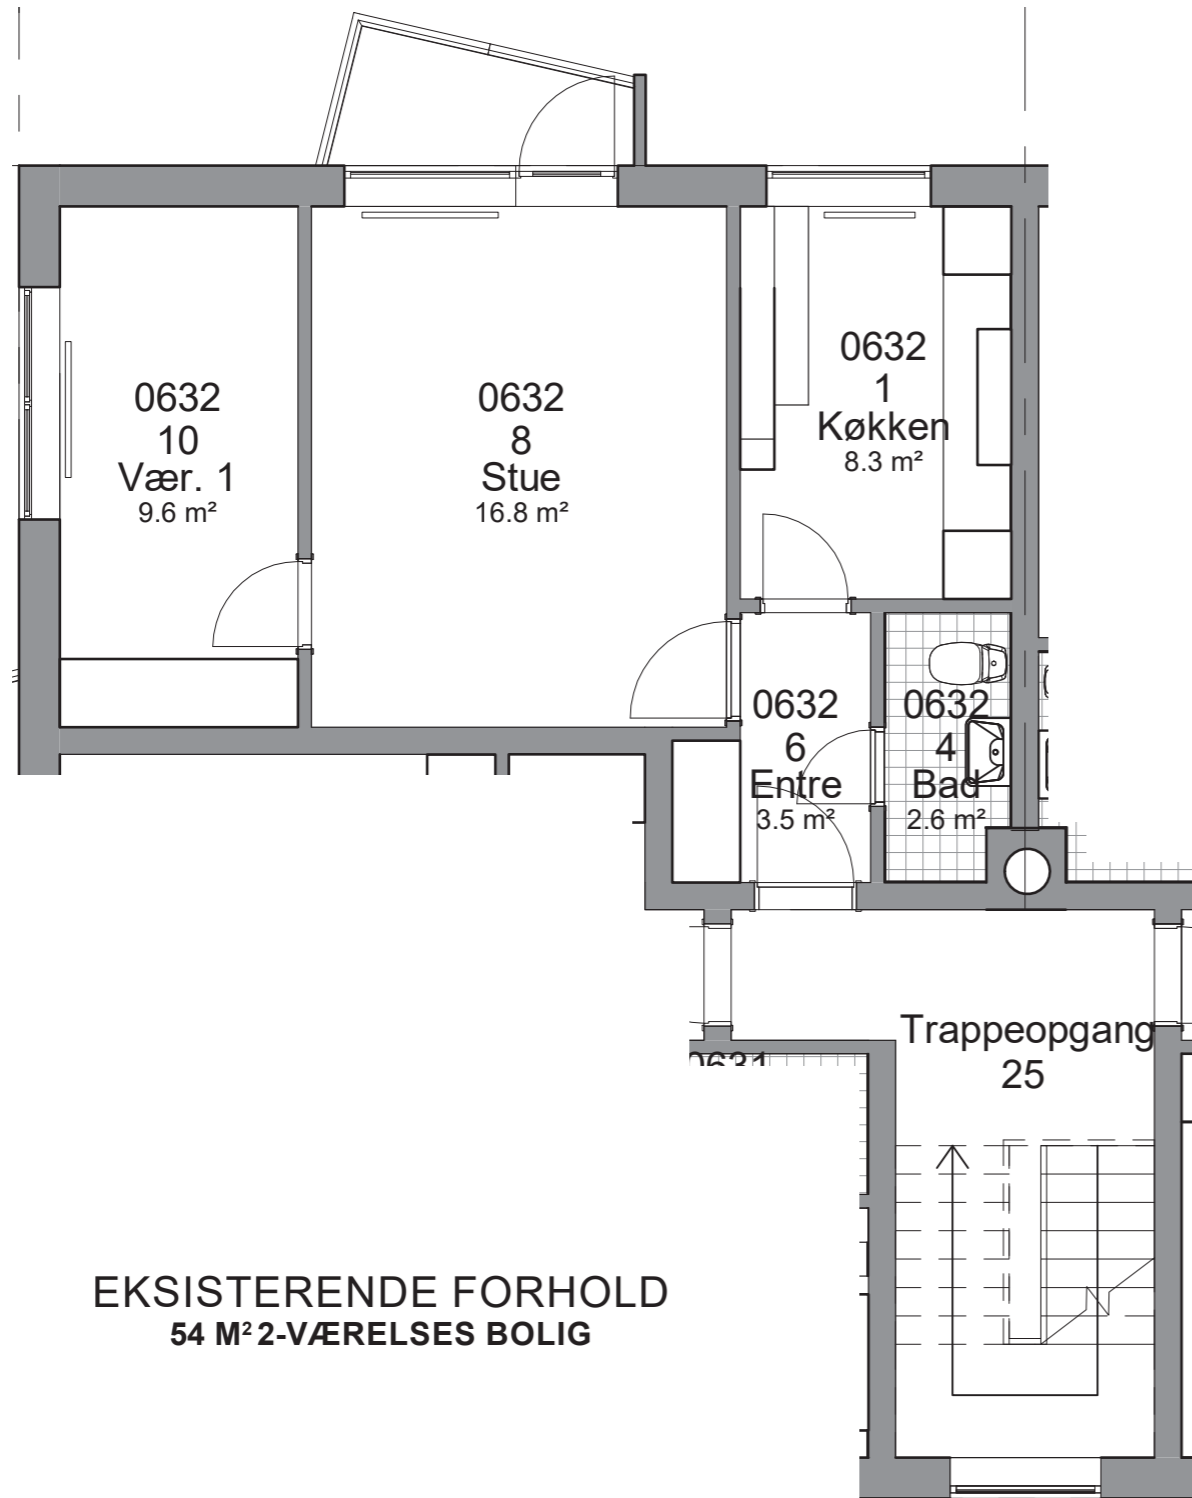 0632
10
Vær. 1
9.6 m²
0632
8
Stue
16.8 m²
0632
1
Køkken
8.3 m²
0632
6
Entre
3.5 m²
0632
4
Bad
2.6 m²
Trappeopgang
25
0631
EKSISTERENDE FORHOLD
54 M² 2-VÆRELSES BOLIG